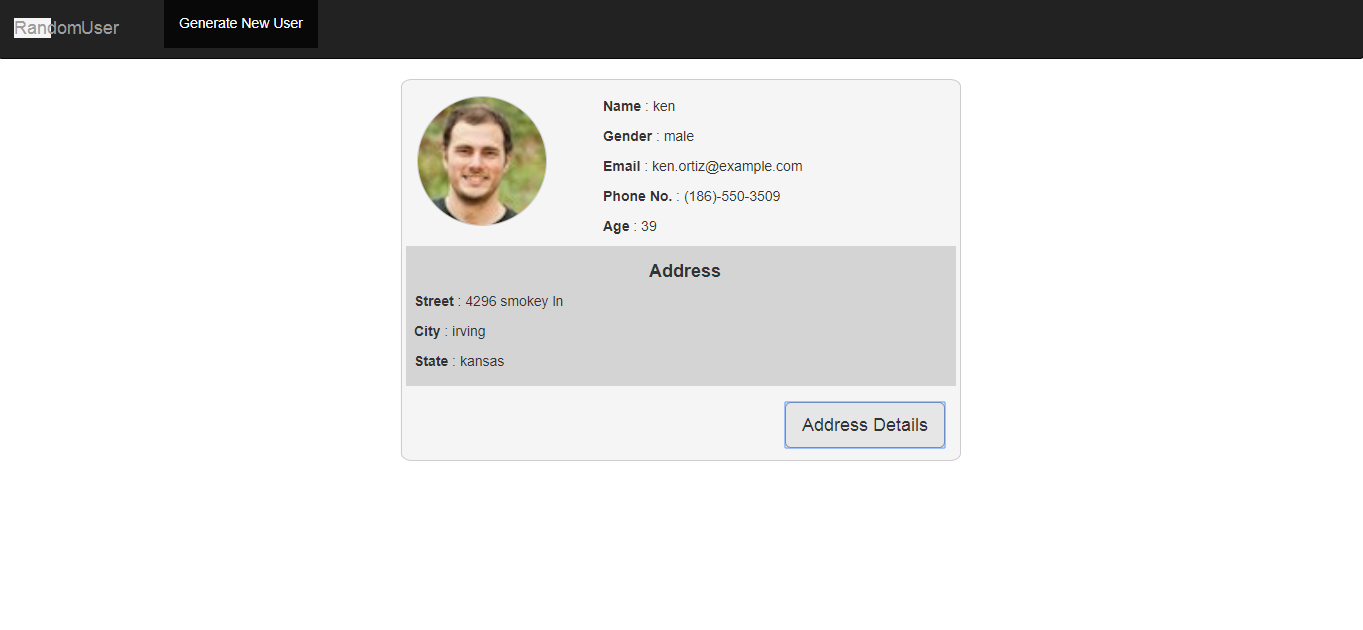 RandomUser
Generate New User
Name : ken
Gender : male
Email : ken.ortiz@example.com
Phone No. : (186)-550-3509
Age : 39
Address
Street : 4296 smokey ln
City : irving
State : kansas
Address Details